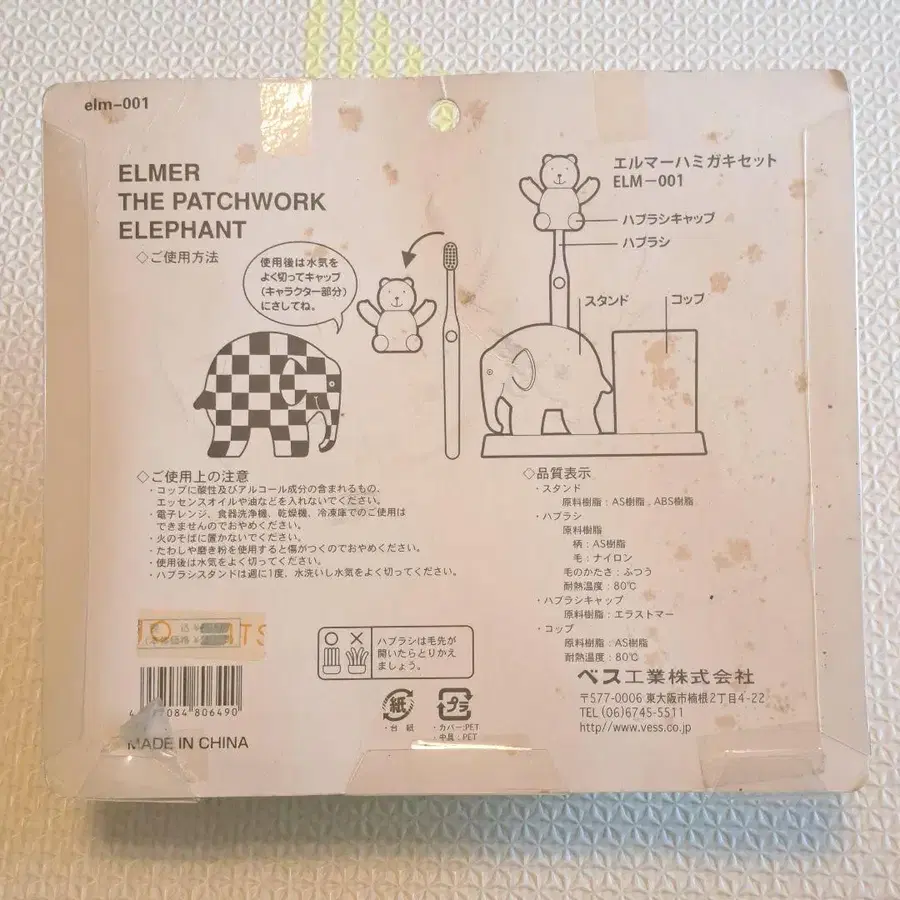 elm-001
ELMER
THE PATCHWORK
ELEPHANT
◇ご使用方法
使用後は水気を
よく切ってキャップ
(キャラクター部分)
にさしてね。
エルマーハミガキセット
ELM-001
ハブラシキャップ
ハブラシ
スタンド
コップ
◇ご使用上の注意
・コップに酸性及びアルコール成分の含まれるもの、
エッセンスオイルや油などを入れないでください。
・電子レンジ、食器洗浄機、乾燥機、冷凍庫でのご使用は
できませんのでおやめください。
・火のそばに置かないでください。
・たわしや磨き粉を使用すると傷がつくのでおやめください。
・使用後は水気をよく切ってください。
・ハブラシスタンドは週に1度、水洗いし水気をよく切ってください。
◇品質表示
・スタンド
原料樹脂:AS樹脂,ABS樹脂
・ハブラシ
原料樹脂
柄:AS樹脂
毛:ナイロン
毛のかたさ:ふつう
耐熱温度:80℃
・ハブラシキャップ
原料樹脂:エラストマー
・コップ
原料樹脂:AS樹脂
耐熱温度:80℃
ハブラシは毛先が
開いたらとりかえ
ましょう。
紙
・台紙
プラ
・カバー:PET
・中具:PET
ベス工業株式会社
〒577-0006 東大阪市楠根2丁目4-22
TEL (06)6745-5511
http//www.vess.co.jp
7084 806490
MADE IN CHINA